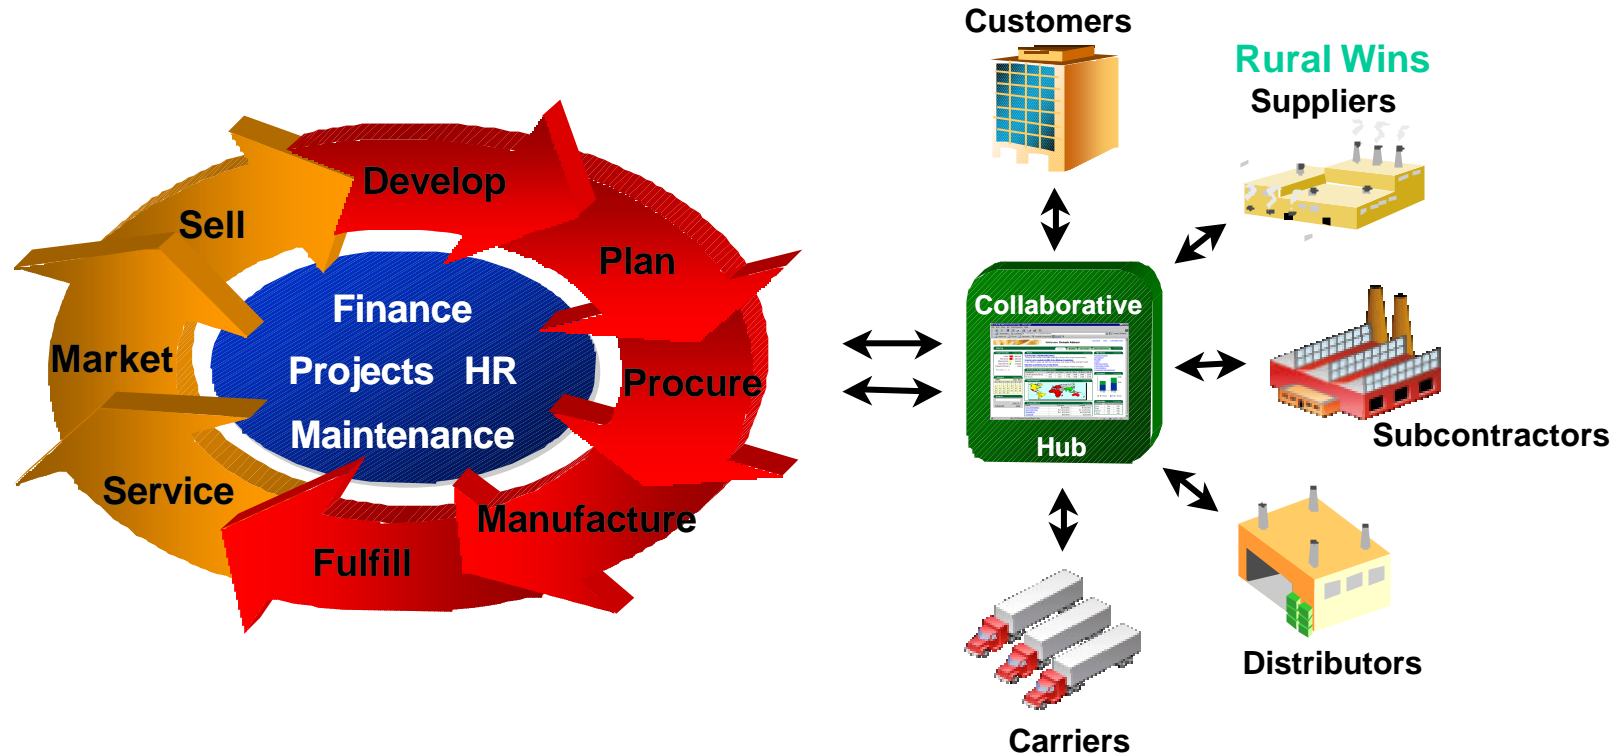 Develop
Plan
Procure
Manufacture
Fulfill
Service
Market
Sell
Finance
Projects HR
Maintenance
Customers
Rural Wins
Suppliers
Collaborative
Hub
Subcontractors
Distributors
Carriers